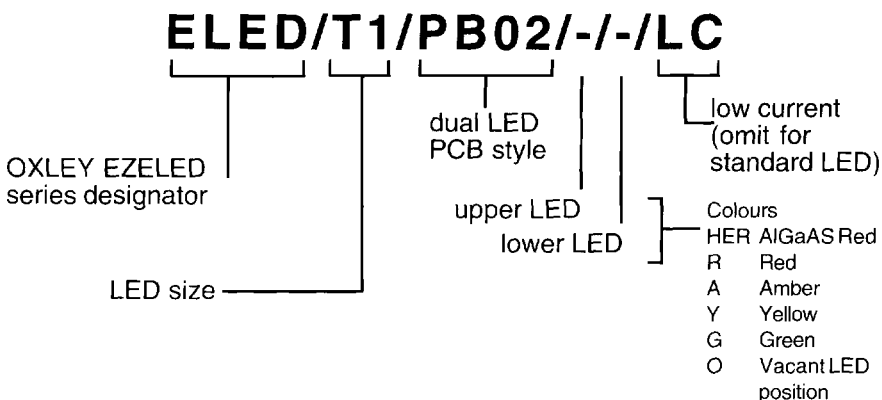 ELED/T1/PB02/-/-/LC
dual LED
PCB style
low current
(omit for
standard LED)
OXLEY EZELED
series designator
upper LED
lower LED
LED size
Colours
HER AlGaAS Red
R Red
A Amber
Y Yellow
G Green
O Vacant LED
position